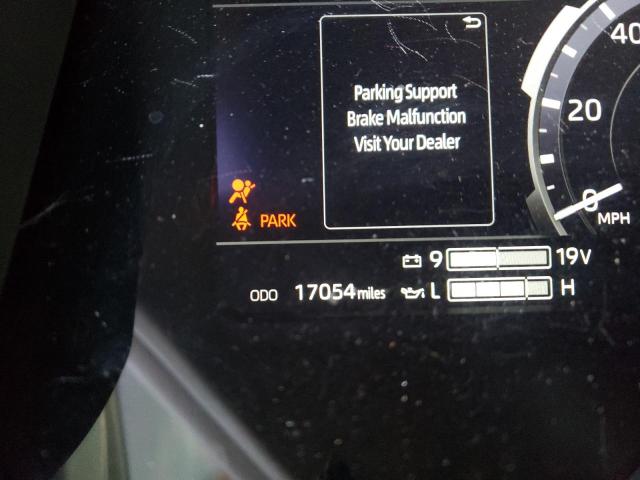 40
Parking Support
Brake Malfunction
Visit Your Dealer
20
PARK
0
MPH
9 19V
ODO 17054 miles L H